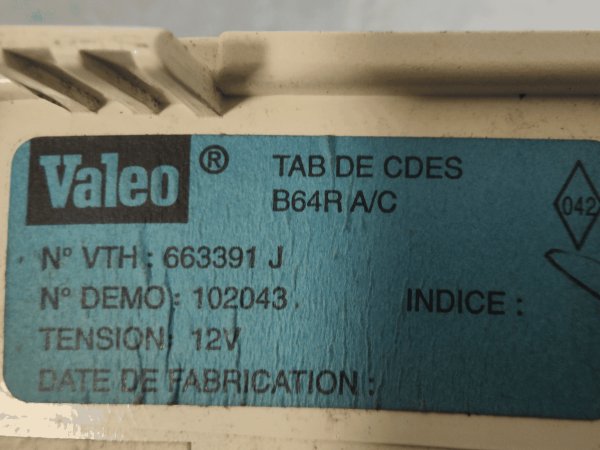 Valeo ® TAB DE CDES
B64R A/C
042
N° VTH : 663391 J
N° DEMO : 102043. INDICE :
TENSION: 12V
DATE DE FABRICATION :